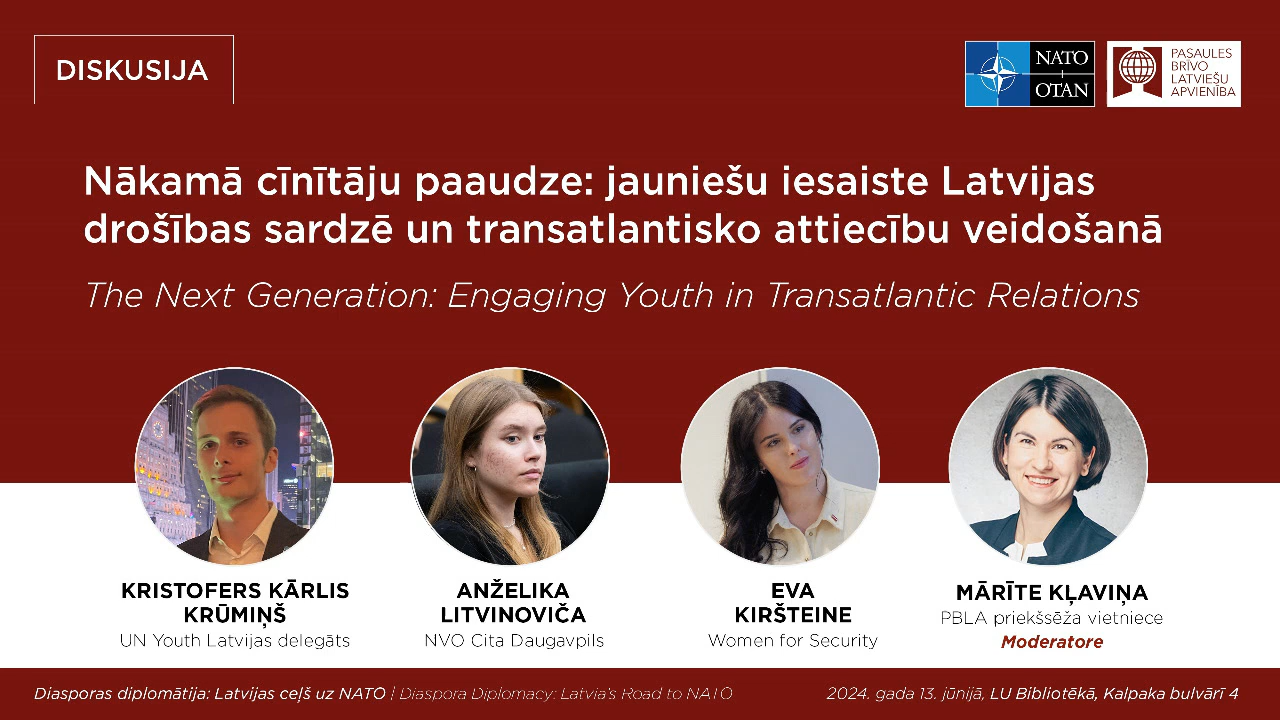 DISKUSIJA
NATO
OTAN
PASAULES
BRĪVO
LATVIEŠU
APVIENĪBA
Nākamā cīnītāju paaudze: jauniešu iesaiste Latvijas
drošības sardzē un transatlantisko attiecību veidošanā
The Next Generation: Engaging Youth in Transatlantic Relations
KRISTOFERS KĀRLIS
KRŪMIŅŠ
UN Youth Latvijas delegāts
ANŽELIKA
LITVINOVIČA
NVO Cita Daugavpils
EVA
KIRŠTEINE
Women for Security
MĀRĪTE KĻAVIŅA
PBLA priekšsēža vietniece
Moderatore
Diasporas diplomātija: Latvijas ceļš uz NATO | Diaspora Diplomacy: Latvia's Road to NATO
2024. gada 13. jūnijā, LU Bibliotēkā, Kalpaka bulvārī 4